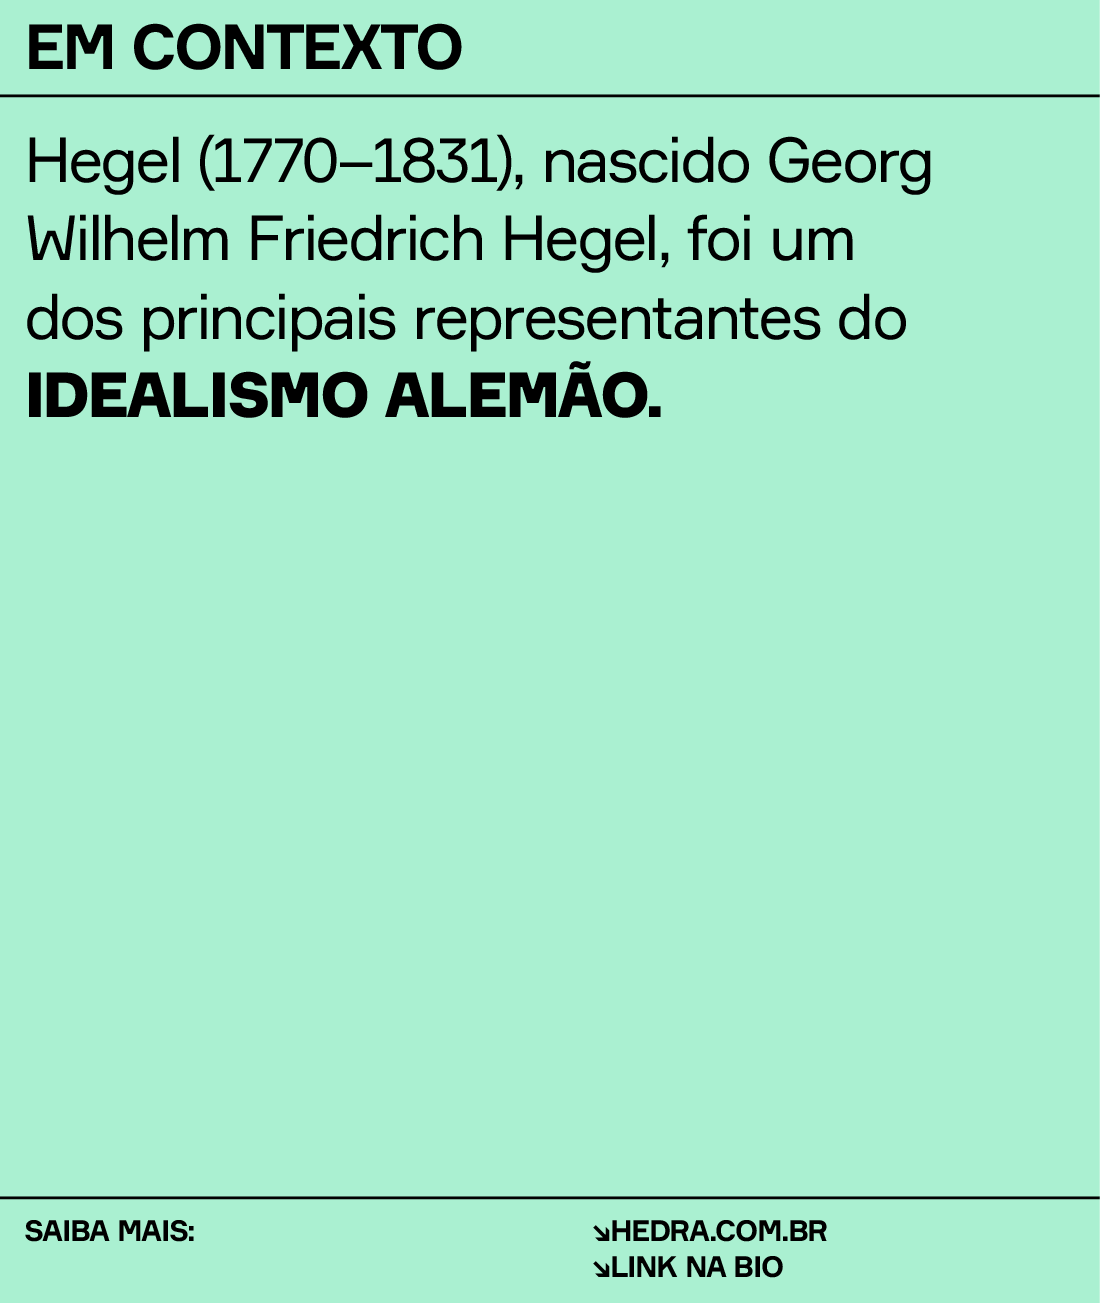 EM CONTEXTO
Hegel (1770–1831), nascido Georg
Wilhelm Friedrich Hegel, foi um
dos principais representantes do
IDEALISMO ALEMÃO.
SAIBA MAIS:
↘HEDRA.COM.BR
↘LINK NA BIO